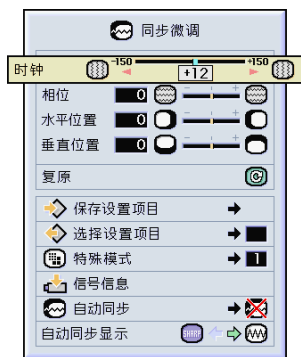 同步微调
时钟 -150 +12 +150
相位 0 - +
水平位置 0 - +
垂直位置 0 - +
复原
保存设置项目
选择设置项目
特殊模式 1
信号信息
自动同步
自动同步显示 SHARP